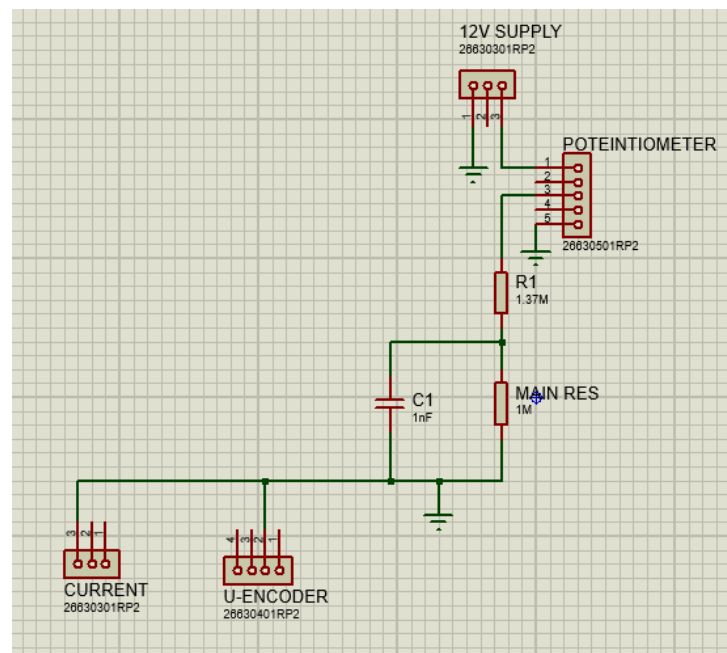 12V SUPPLY
26630301RP2
1
2
3
POTEINTIOMETER
1
2
3
4
5
26630501RP2
R1
1.37M
MAIN RES
1M
C1
1nF
3
2
1
4
3
2
1
CURRENT
26630301RP2
U-ENCODER
26630401RP2